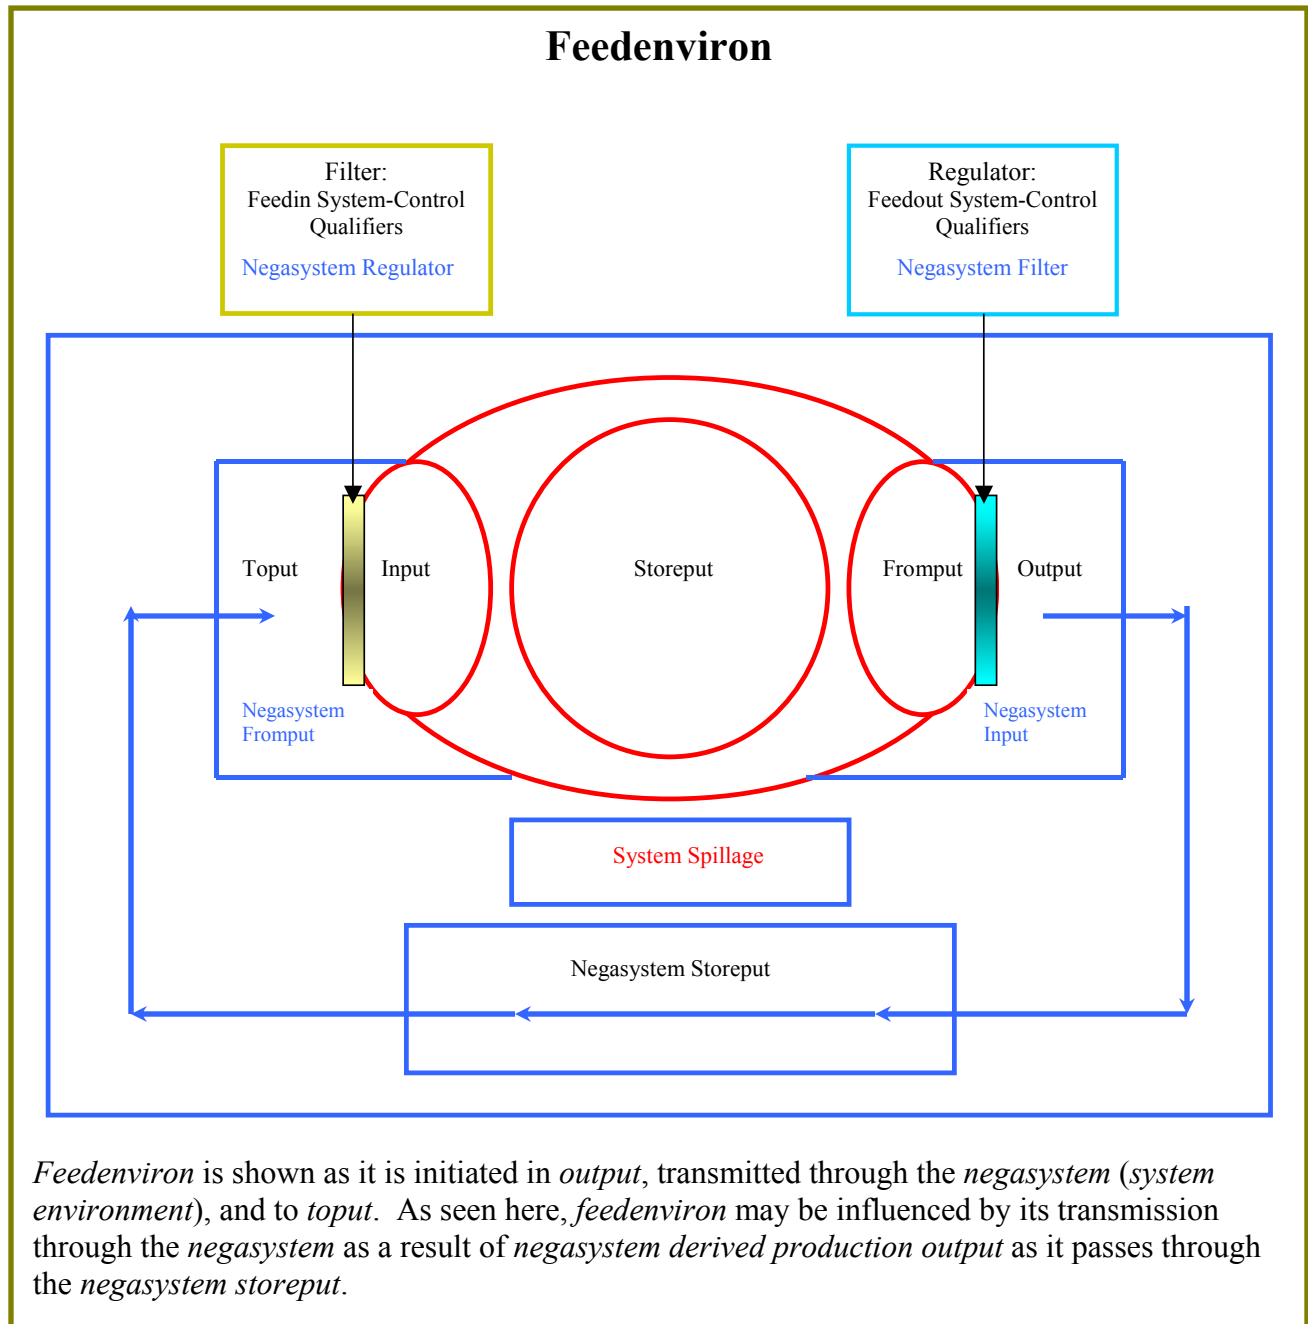 Feedenviron
Filter:
Feedin System-Control
Qualifiers
Negasystem Regulator
Regulator:
Feedout System-Control
Qualifiers
Negasystem Filter
Toput
Input
Storeput
Fromput
Output
Negasystem
Fromput
Negasystem
Input
System Spillage
Negasystem Storeput
Feedenviron is shown as it is initiated in output, transmitted through the negasystem (system
environment), and to toput.  As seen here, feedenviron may be influenced by its transmission
through the negasystem as a result of negasystem derived production output as it passes through
the negasystem storeput.